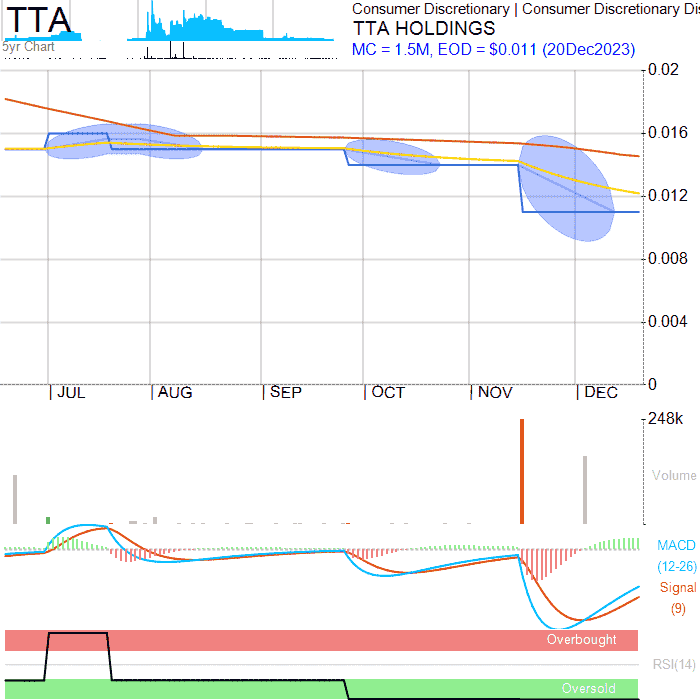 TTA
5yr Chart
Consumer Discretionary | Consumer Discretionary Dis
TTA HOLDINGS
MC = 1.5M, EOD = $0.011 (20Dec2023)
0.02
0.016
0.012
0.008
0.004
0
JUL
AUG
SEP
OCT
NOV
DEC
248k
Volume
MACD
(12-26)
Signal
(9)
Overbought
RSI(14)
Oversold